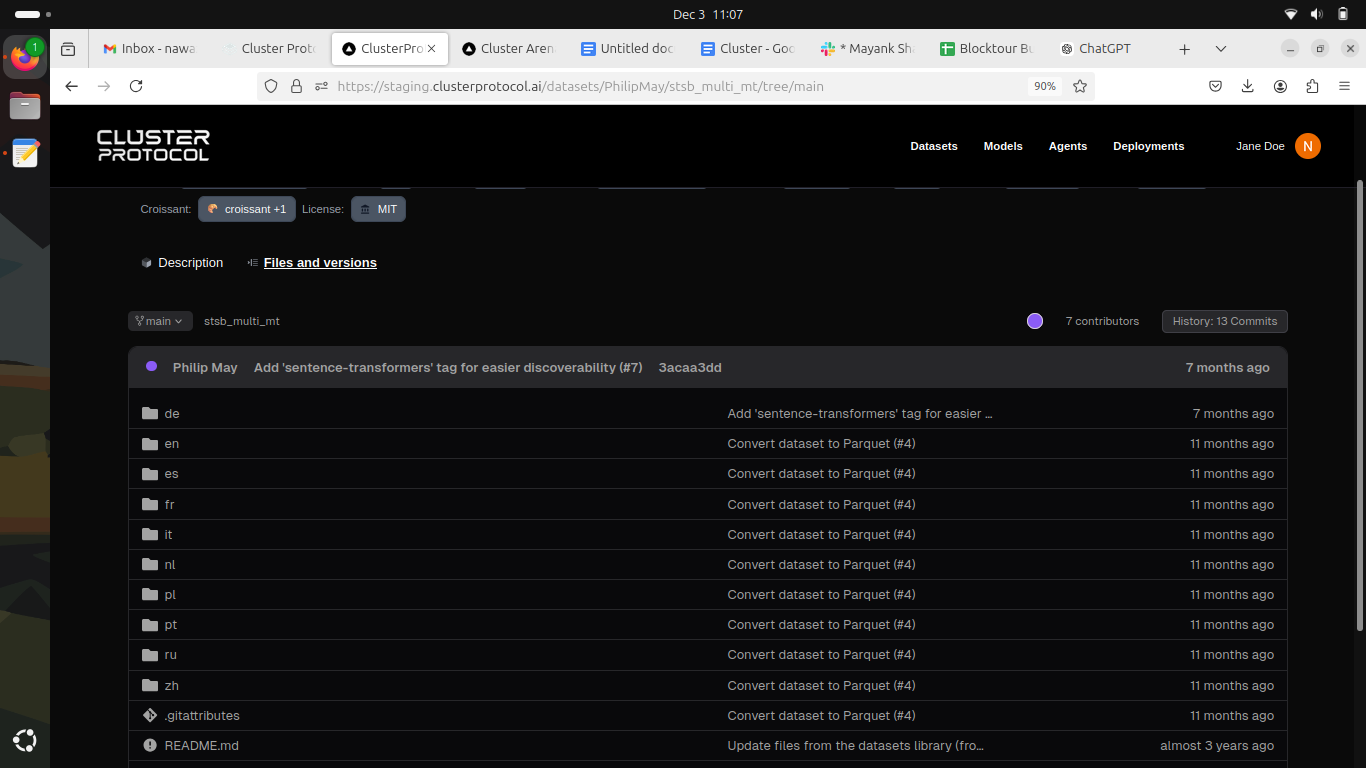 Dec 3 11:07
1
Inbox - nawa
Cluster Proto
ClusterPro
Cluster Aren
Untitled doc
Cluster - Goo
* Mayank Sha
Blocktour Bu
ChatGPT
https://staging.clusterprotocol.ai/datasets/PhilipMay/stsb_multi_mt/tree/main
90%
CLUSTER
PROTOCOL
Datasets
Models
Agents
Deployments
Jane Doe
N
Croissant:
croissant +1
License:
MIT
Description
Files and versions
main
stsb_multi_mt
7 contributors
History: 13 Commits
Philip May
Add 'sentence-transformers' tag for easier discoverability (#7)
3acaa3dd
7 months ago
de
Add 'sentence-transformers' tag for easier ...
7 months ago
en
Convert dataset to Parquet (#4)
11 months ago
es
Convert dataset to Parquet (#4)
11 months ago
fr
Convert dataset to Parquet (#4)
11 months ago
it
Convert dataset to Parquet (#4)
11 months ago
nl
Convert dataset to Parquet (#4)
11 months ago
pl
Convert dataset to Parquet (#4)
11 months ago
pt
Convert dataset to Parquet (#4)
11 months ago
ru
Convert dataset to Parquet (#4)
11 months ago
zh
Convert dataset to Parquet (#4)
11 months ago
.gitattributes
Convert dataset to Parquet (#4)
11 months ago
README.md
Update files from the datasets library (fro...
almost 3 years ago